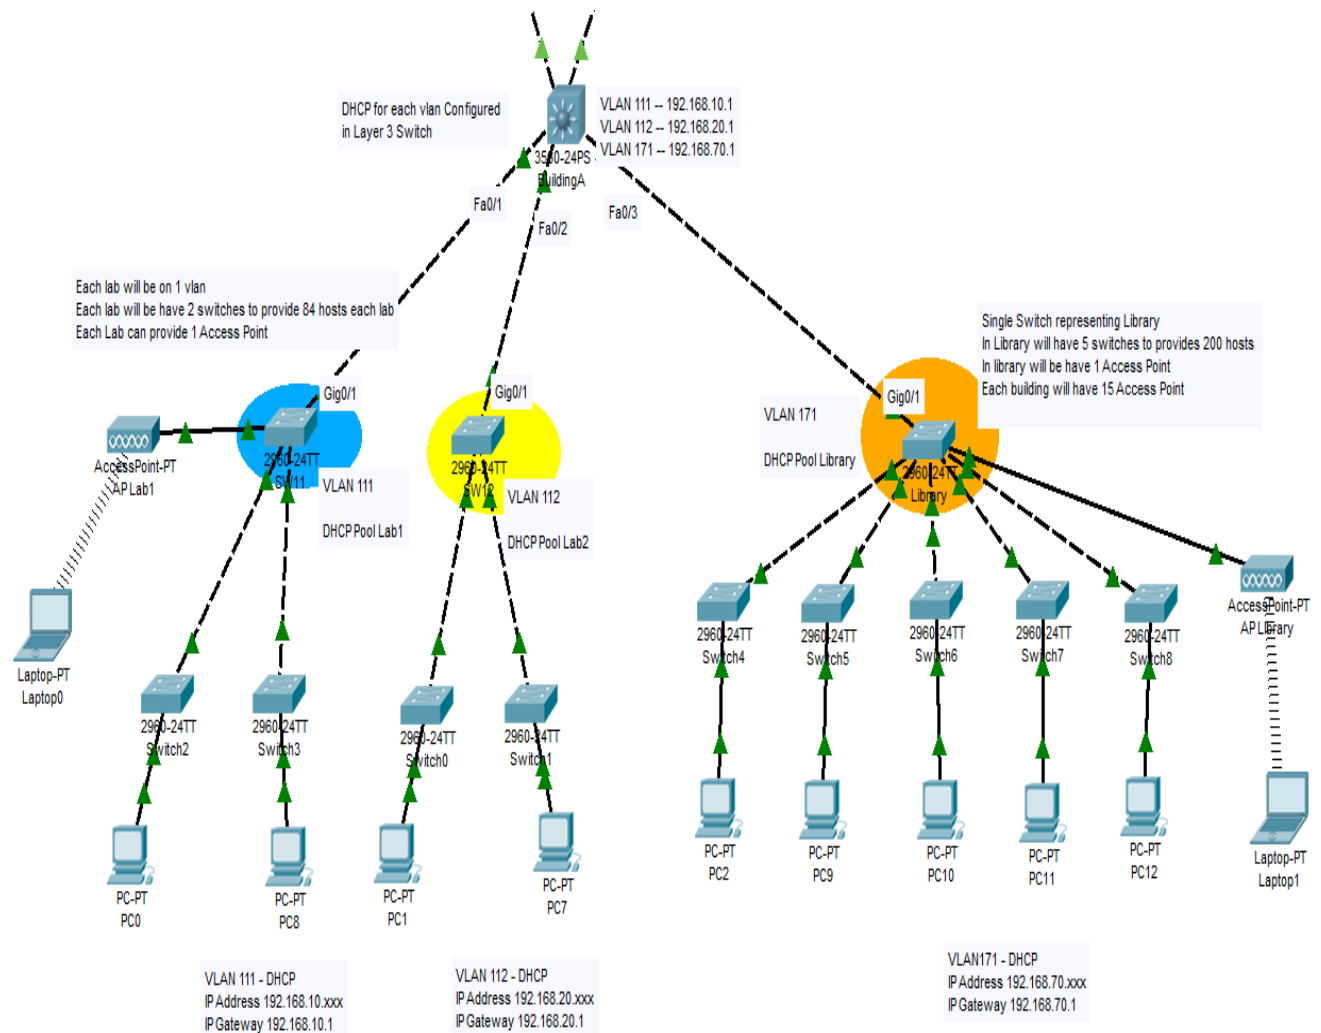 DHCP for each vlan Configured
in Layer 3 Switch
VLAN 111 -- 192.168.10.1
VLAN 112 -- 192.168.20.1
VLAN 171 -- 192.168.70.1
3560-24PS
BuildingA
Fa0/1
Fa0/2
Fa0/3
Each lab will be on 1 vlan
Each lab will be have 2 switches to provide 84 hosts each lab
Each Lab can provide 1 Access Point
Single Switch representing Library
In Library will have 5 switches to provides 200 hosts
In library will be have 1 Access Point
Each building will have 15 Access Point
Gig0/1
Gig0/1
Gig0/1
AccessPoint-PT
AP Lab1
2960-24TT
SW11
VLAN 111
DHCP Pool Lab1
2960-24TT
SW12
VLAN 112
DHCP Pool Lab2
VLAN 171
DHCP Pool Library
2960-24TT
Library
Laptop-PT
Laptop0
2960-24TT
Switch2
2960-24TT
Switch3
2960-24TT
Switch0
2960-24TT
Switch1
2960-24TT
Switch4
2960-24TT
Switch5
2960-24TT
Switch6
2960-24TT
Switch7
2960-24TT
Switch8
AccessPoint-PT
AP Library
PC-PT
PC0
PC-PT
PC8
PC-PT
PC1
PC-PT
PC7
PC-PT
PC2
PC-PT
PC9
PC-PT
PC10
PC-PT
PC11
PC-PT
PC12
Laptop-PT
Laptop1
VLAN 111 - DHCP
IP Address 192.168.10.xxx
IP Gateway 192.168.10.1
VLAN 112 - DHCP
IP Address 192.168.20.xxx
IP Gateway 192.168.20.1
VLAN171 - DHCP
IP Address 192.168.70.xxx
IP Gateway 192.168.70.1